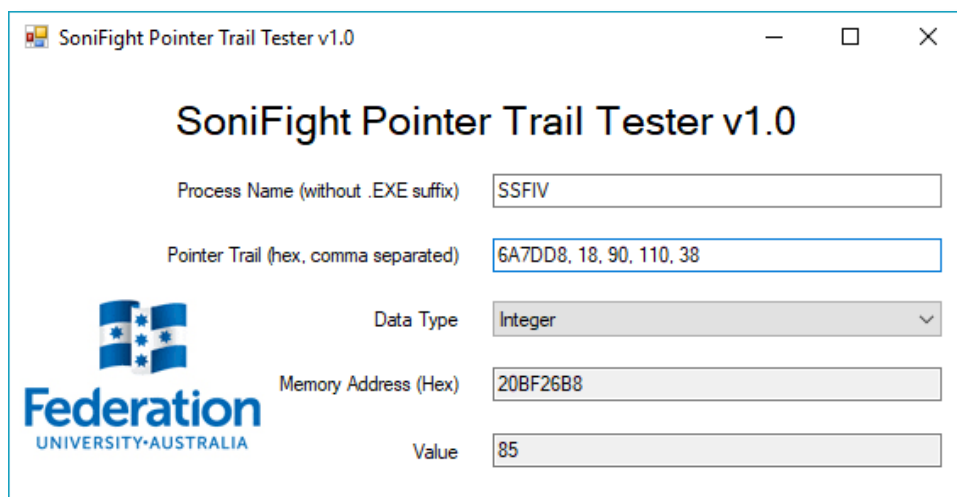 SoniFight Pointer Trail Tester v1.0
SoniFight Pointer Trail Tester v1.0
Process Name (without .EXE suffix) SSFIV
Pointer Trail (hex, comma separated) 6A7DD8, 18, 90, 110, 38
Data Type Integer
Memory Address (Hex) 20BF26B8
Federation
UNIVERSITY•AUSTRALIA
Value 85